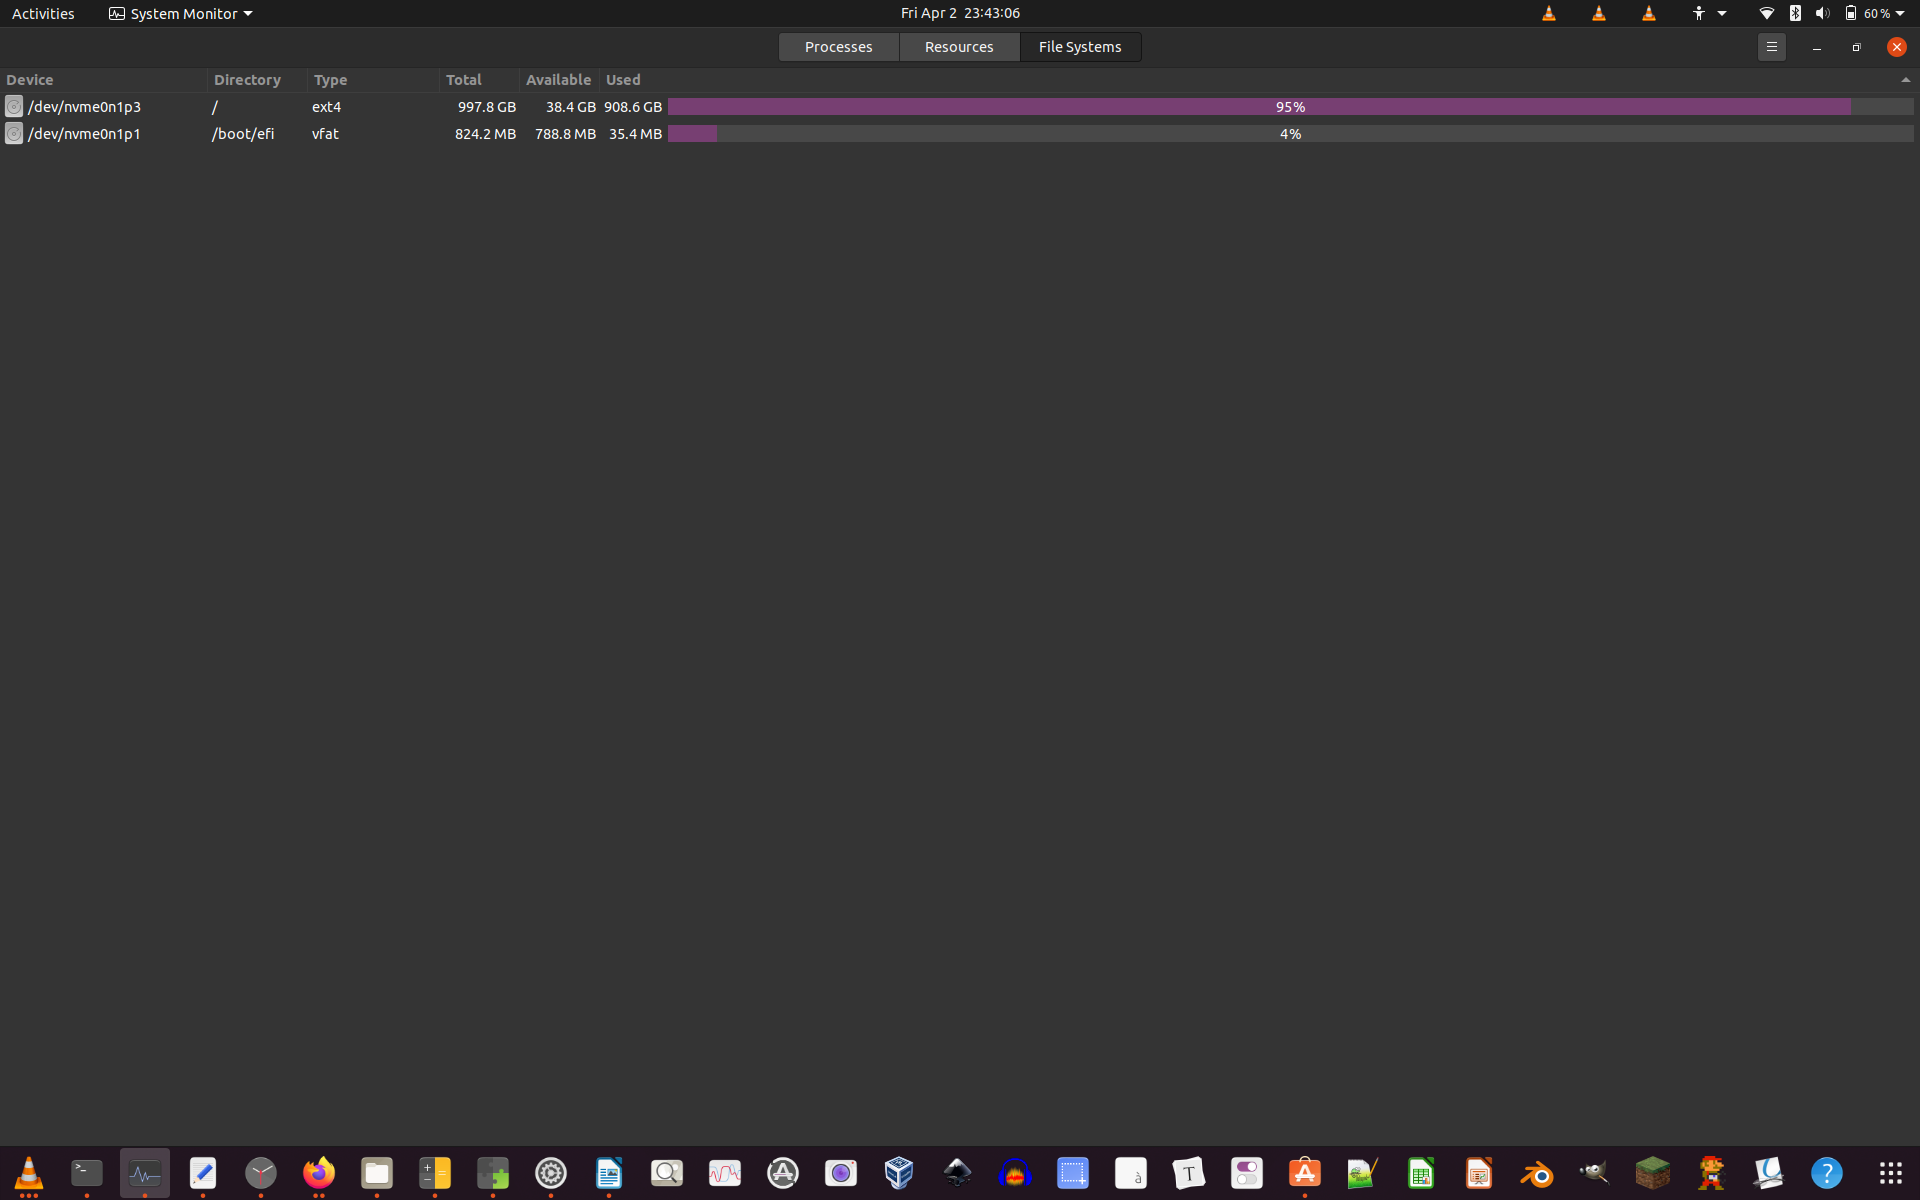 Activities System Monitor Fri Apr 2 23:43:06 60 %
Processes Resources File Systems
Device Directory Type Total Available Used
/dev/nvme0n1p3 / ext4 997.8 GB 38.4 GB 908.6 GB 95%
/dev/nvme0n1p1 /boot/efi vfat 824.2 MB 788.8 MB 35.4 MB 4%